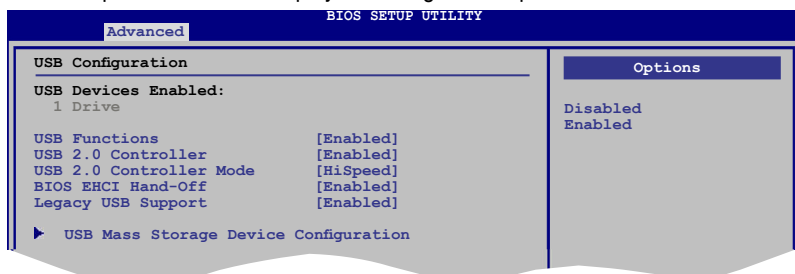 BIOS SETUP UTILITY
Advanced
USB Configuration
USB Devices Enabled:
1 Drive
USB Functions [Enabled]
USB 2.0 Controller [Enabled]
USB 2.0 Controller Mode [HiSpeed]
BIOS EHCI Hand-Off [Enabled]
Legacy USB Support [Enabled]
USB Mass Storage Device Configuration
Options
Disabled
Enabled